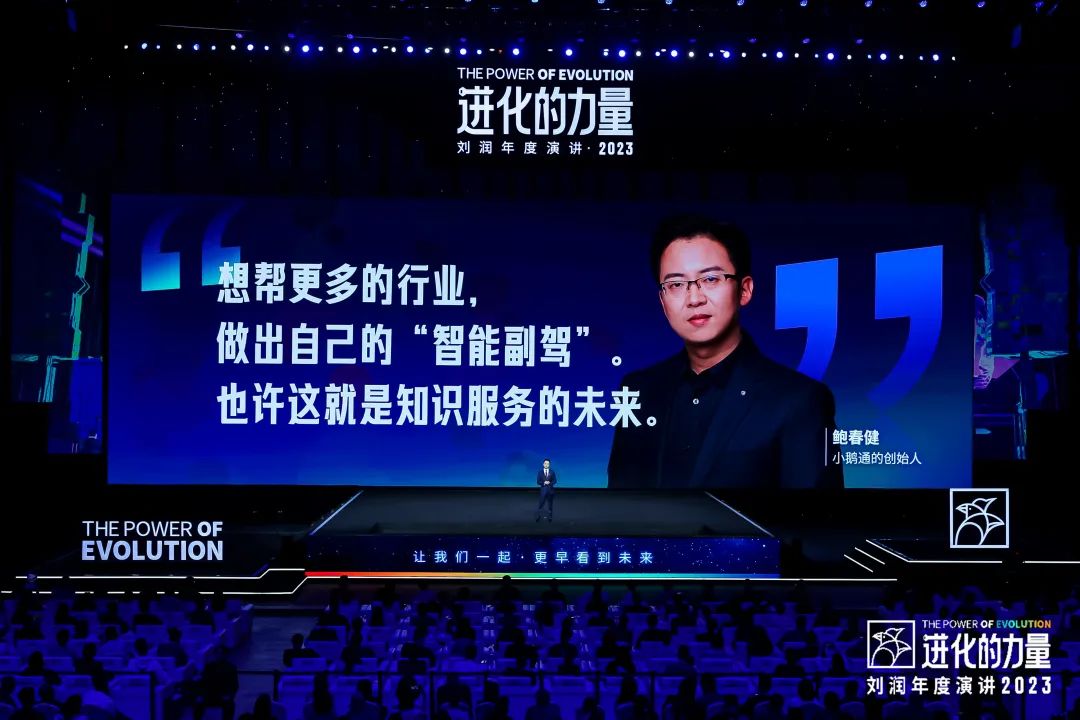 THE POWER OF EVOLUTION
进化的力量
刘润年度演讲·2023
想帮更多的行业，
做出自己的“智能副驾”。
也许这就是知识服务的未来。
鲍春健
小鹅通的创始人
THE POWER OF
EVOLUTION
让我们一起·更早看到未来
THE POWER OF EVOLUTION
进化的力量
刘润年度演讲2023